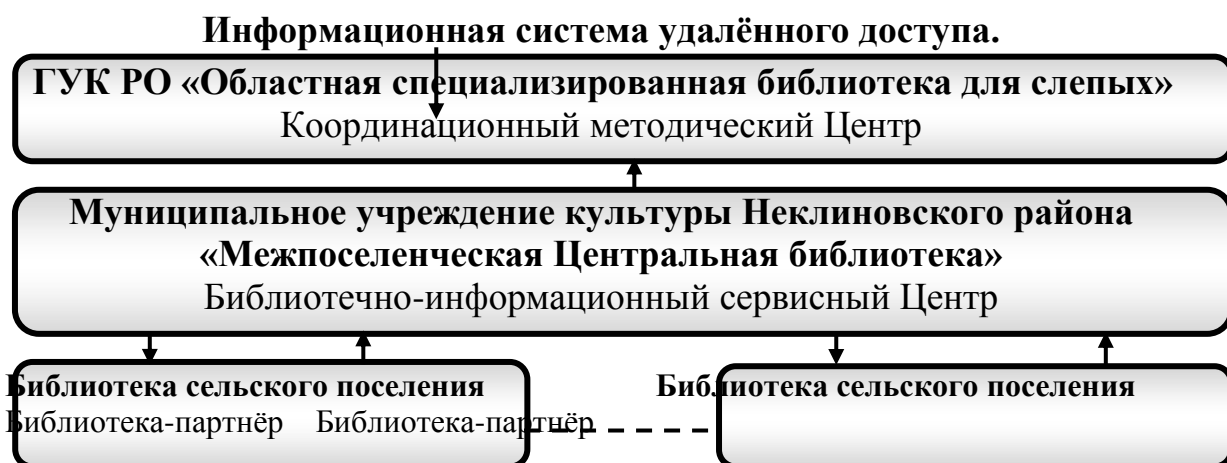 Информационная система удалённого доступа.
ГУК РО «Областная специализированная библиотека для слепых»
Координационный методический Центр
Муниципальное учреждение культуры Неклиновского района
«Межпоселенческая Центральная библиотека»
Библиотечно-информационный сервисный Центр
Библиотека сельского поселения
Библиотека-партнёр Библиотека-партнёр
Библиотека сельского поселения